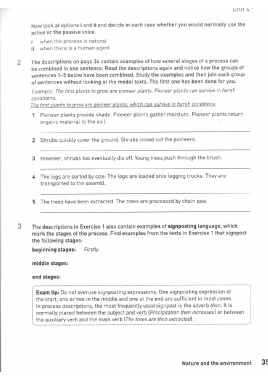 UNIT 4
Now look at options i and ii and decide in each case whether you would normally use the
active or the passive voice.
i when the process is natural
ii when there is a human agent
2 The descriptions on page 34 contain examples of how several stages of a process can
be combined in one sentence. Read the descriptions again and notice how the groups of
sentences 1–5 below have been combined. Study the examples and then join each group
of sentences without looking at the model texts. The first one has been done for you.
Example: The first plants to grow are pioneer plants. Pioneer plants can survive in harsh
conditions.
The first plants to grow are pioneer plants, which can survive in harsh conditions.
1 Pioneer plants provide shade. Pioneer plants gather moisture. Pioneer plants return
organic material to the soil.
2 Shrubs quickly cover the ground. Shrubs crowd out the pioneers.
3 However, shrubs too eventually die off. Young trees push through the brush.
4 The logs are sorted by size. The logs are loaded onto logging trucks. They are
transported to the sawmill.
5 The trees have been extracted. The trees are processed by chain saw.
3 The descriptions in Exercise 1 also contain examples of signposting language, which
mark the stages of the process. Find examples from the texts in Exercise 1 that signpost
the following stages:
beginning stages: Firstly
middle stages:
end stages:
Exam tip: Do not overuse signposting expressions. One signposting expression at
the start, one or two in the middle and one at the end are sufficient in most cases.
In process descriptions, the most frequently used signpost is the adverb then. It is
normally placed between the subject and verb (Precipitation then increases) or between
the auxiliary verb and the main verb (The trees are then extracted).
Nature and the environment 35